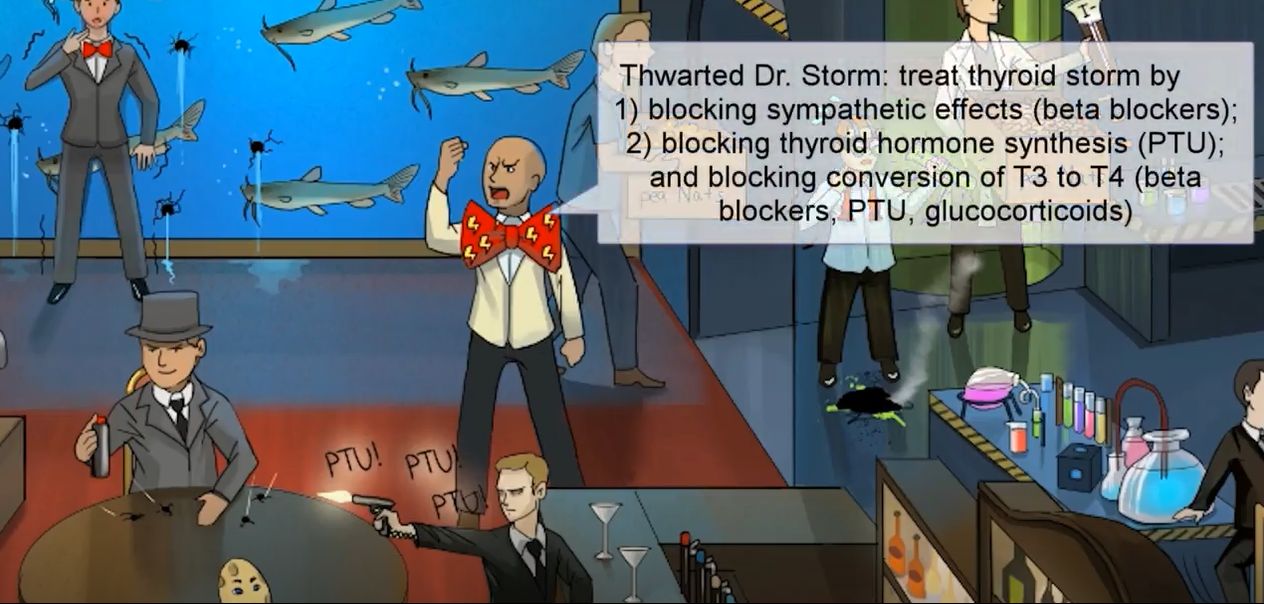 I-
Thwarted Dr. Storm: treat thyroid storm by
1) blocking sympathetic effects (beta blockers);
2) blocking thyroid hormone synthesis (PTU);
and blocking conversion of T3 to T4 (beta
blockers, PTU, glucocorticoids)
PTU!
PTU!
PTU!